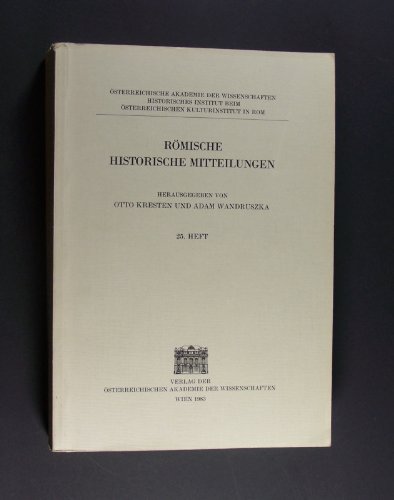 ÖSTERREICHISCHE AKADEMIE DER WISSENSCHAFTEN
HISTORISCHES INSTITUT BEIM
ÖSTERREICHISCHEN KULTURINSTITUT IN ROM
RÖMISCHE
HISTORISCHE MITTEILUNGEN
HERAUSGEGEBEN VON
OTTO KRESTEN UND ADAM WANDRUSZKA
25. HEFT
VERLAG DER
ÖSTERREICHISCHEN AKADEMIE DER WISSENSCHAFTEN
WIEN 1983